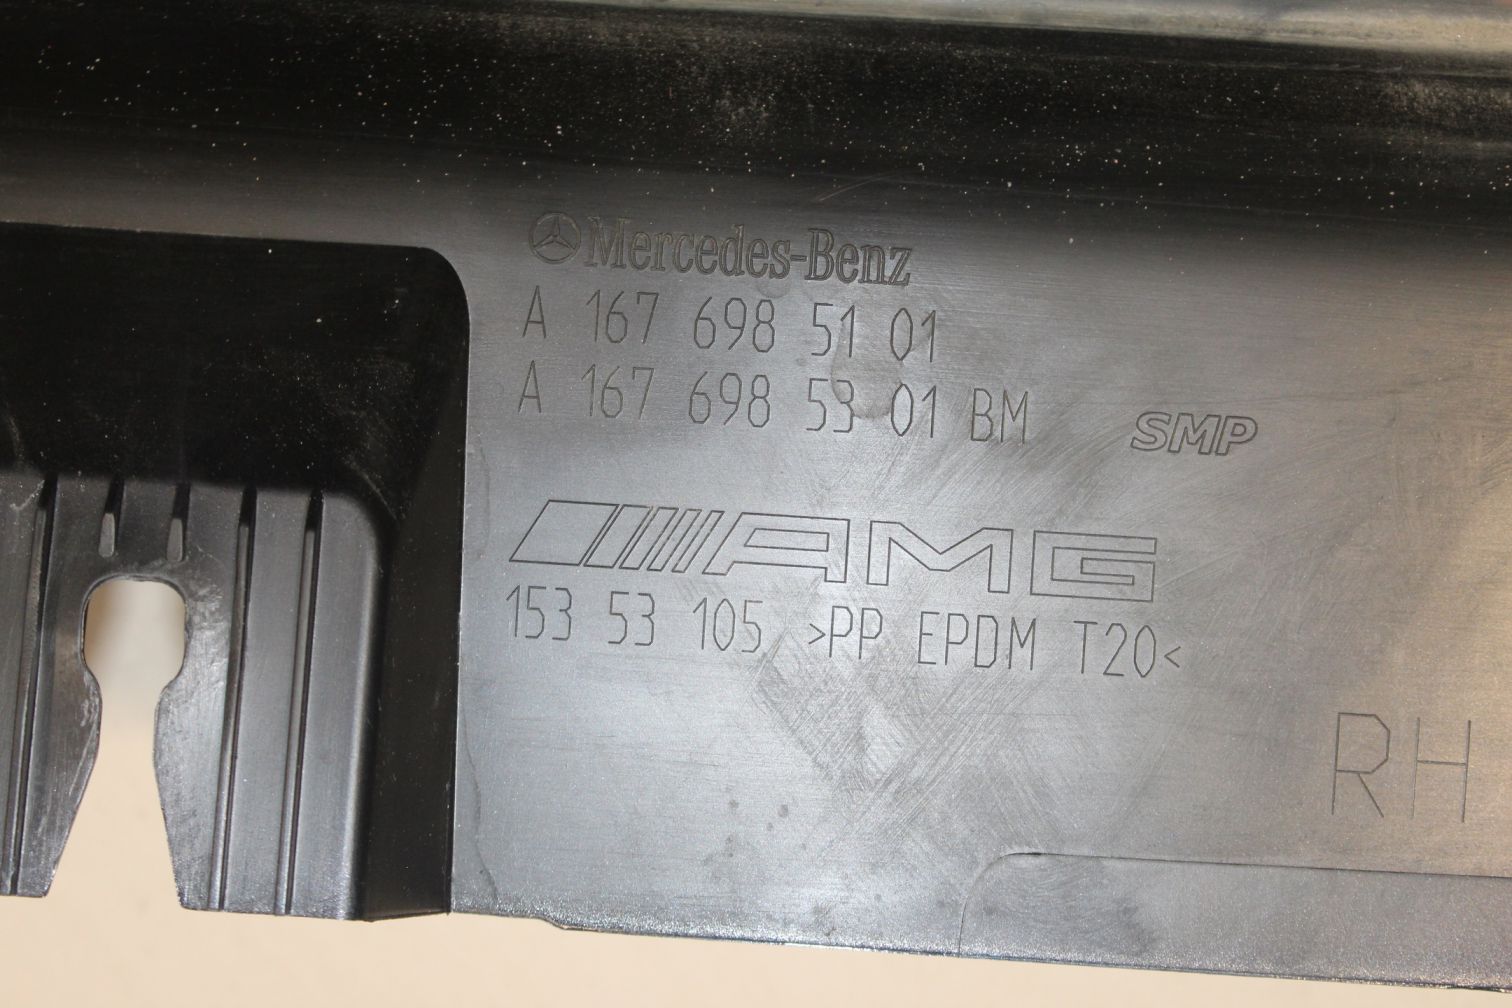 Mercedes-Benz
A 167 698 51 01
A 167 698 53 01 BM
SMP
AMG
153 53 105 >PP EPDM T20<
RH